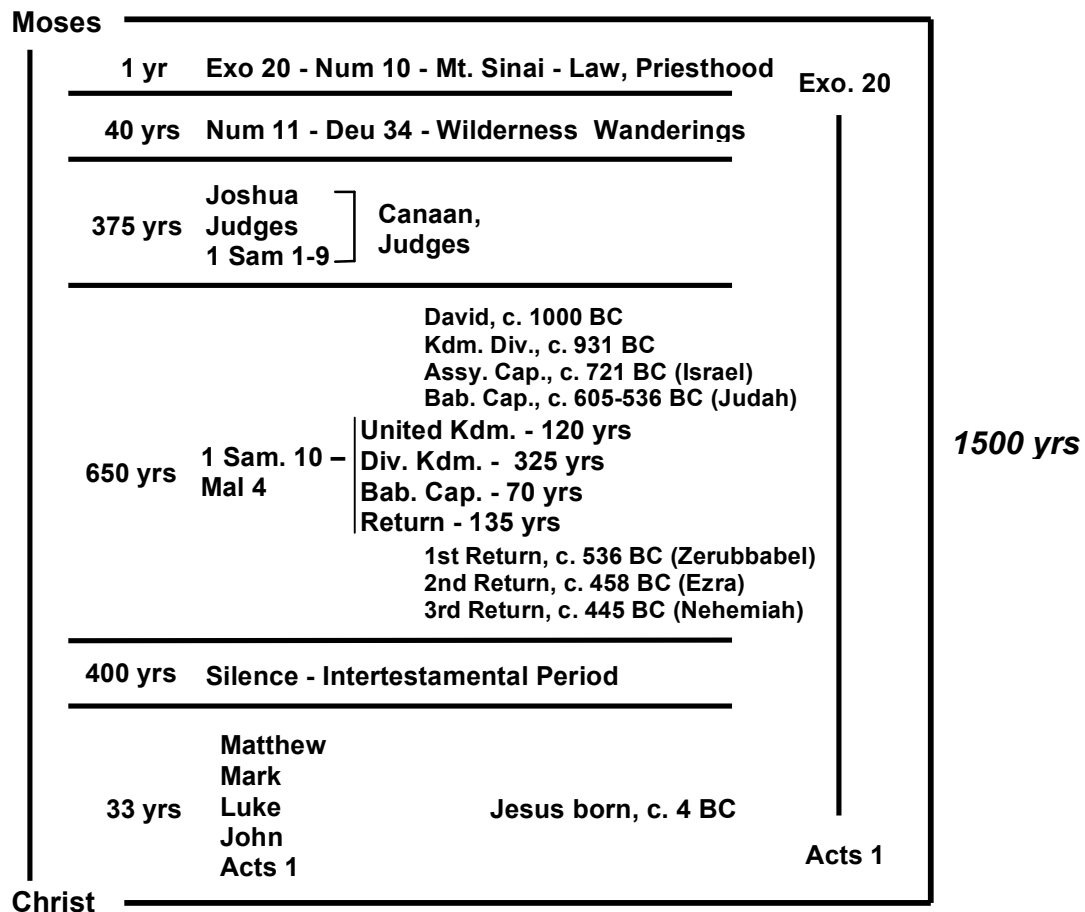 Moses
1 yr Exo 20 - Num 10 - Mt. Sinai - Law, Priesthood
Exo. 20
40 yrs Num 11 - Deu 34 - Wilderness Wanderings
375 yrs
Joshua
Judges
1 Sam 1-9
Canaan,
Judges
David, c. 1000 BC
Kdm. Div., c. 931 BC
Assy. Cap., c. 721 BC (Israel)
Bab. Cap., c. 605-536 BC (Judah)
650 yrs
1 Sam. 10 –
Mal 4
United Kdm. - 120 yrs
Div. Kdm. - 325 yrs
Bab. Cap. - 70 yrs
Return - 135 yrs
1500 yrs
1st Return, c. 536 BC (Zerubbabel)
2nd Return, c. 458 BC (Ezra)
3rd Return, c. 445 BC (Nehemiah)
400 yrs Silence - Intertestamental Period
33 yrs
Matthew
Mark
Luke
John
Acts 1
Jesus born, c. 4 BC
Acts 1
Christ